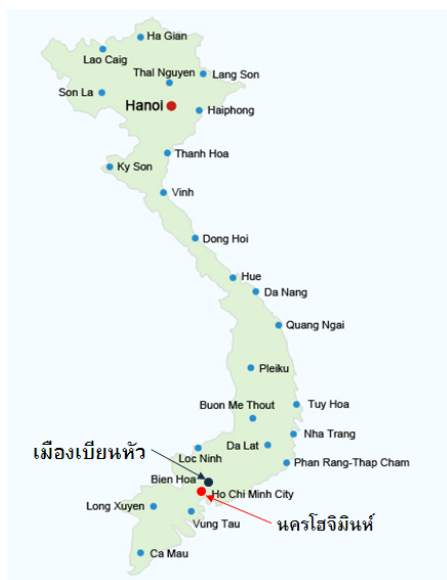 Ha Gian
Lao Caig
Thal Nguyen
Lang Son
Son La
Hanoi
Haiphong
Thanh Hoa
Ky Son
Vinh
Dong Hoi
Hue
Da Nang
Quang Ngai
Pleiku
Buon Me Thout
Tuy Hoa
Nha Trang
Da Lat
เมืองเบียนหัว
Loc Ninh
Phan Rang-Thap Cham
Bien Hoa
Ho Chi Minh City
Long Xuyen
Vung Tau
นครโฮจิมินห์
Ca Mau